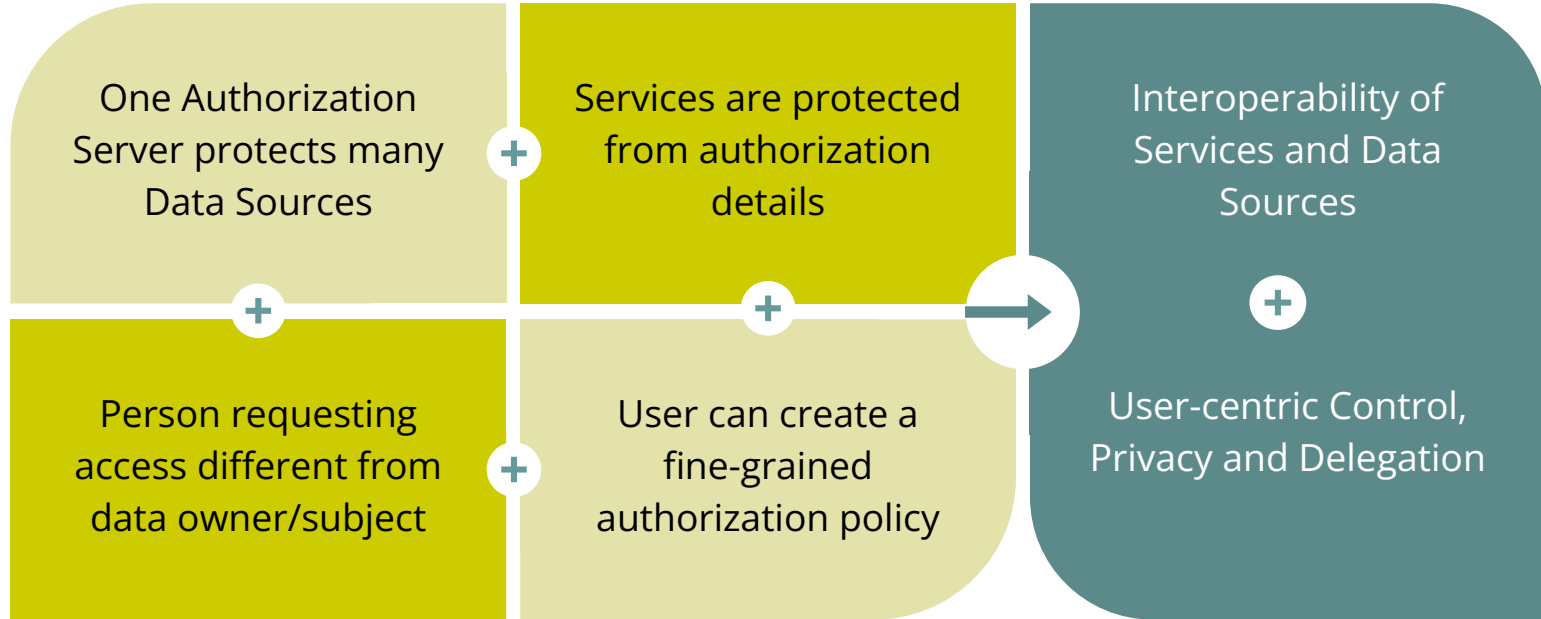 One Authorization
Server protects many
Data Sources
+
Services are protected
from authorization
details
+
+
Person requesting
access different from
data owner/subject
+
User can create a
fine-grained
authorization policy
Interoperability of
Services and Data
Sources
+
User-centric Control,
Privacy and Delegation